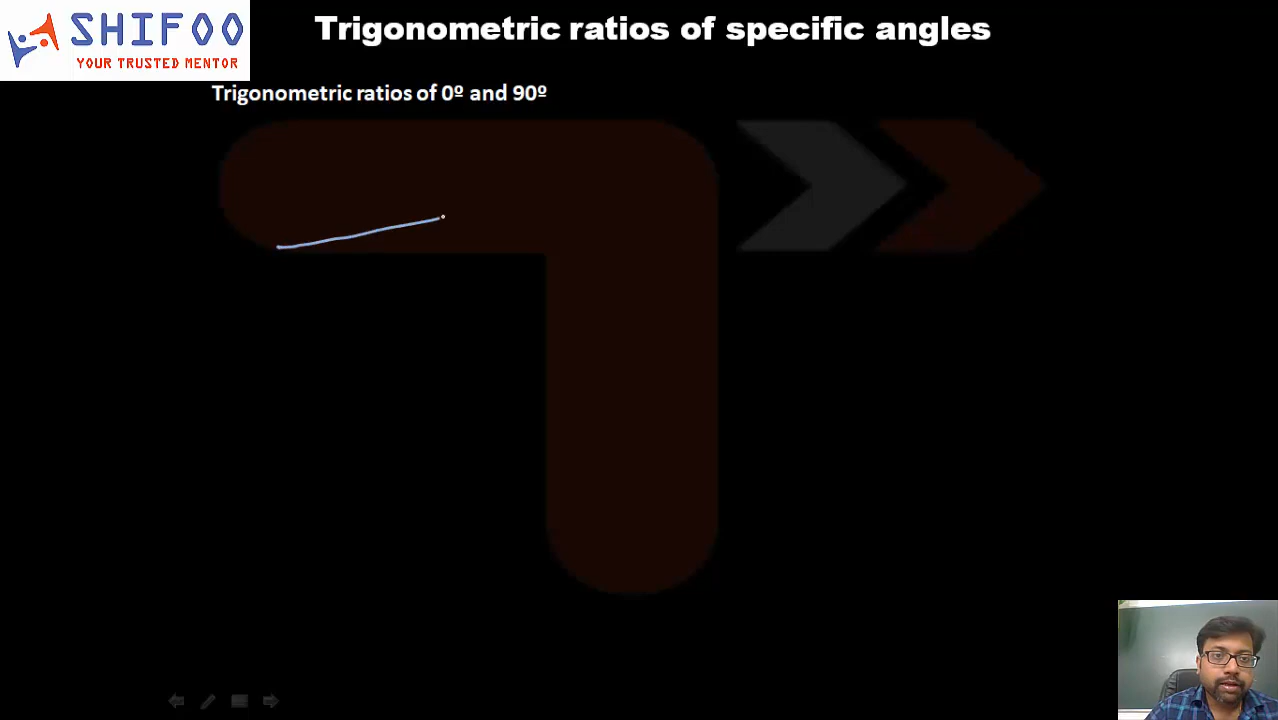 SHIFOO
YOUR TRUSTED MENTOR
Trigonometric ratios of specific angles
Trigonometric ratios of 0º and 90º